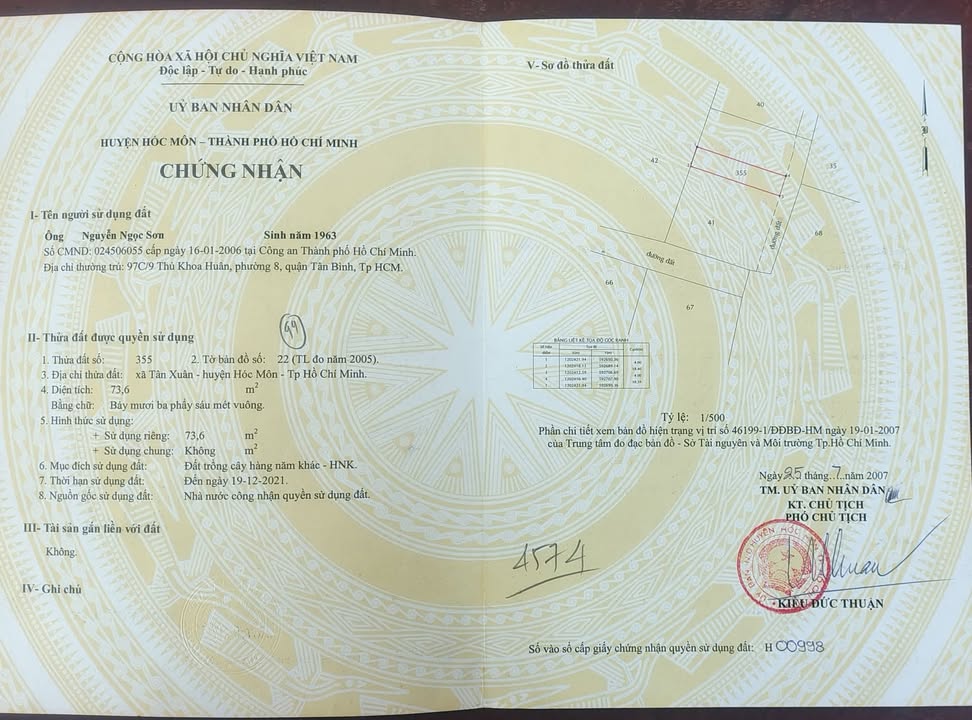 CỘNG HÒA XÃ HỘI CHỦ NGHĨA VIỆT NAM
Độc lập - Tự do - Hạnh phúc
UỶ BAN NHÂN DÂN
HUYỆN HÓC MÔN – THÀNH PHỐ HỒ CHÍ MINH
CHỨNG NHẬN
I- Tên người sử dụng đất
Ông Nguyễn Ngọc Sơn Sinh năm 1963
Số CMND: 024506055 cấp ngày 16-01-2006 tại Công an Thành phố Hồ Chí Minh.
Địa chỉ thường trú: 97C/9 Thủ Khoa Huân, phường 8, quận Tân Bình, Tp HCM.
II- Thửa đất được quyền sử dụng
99
1. Thửa đất số: 355 2. Tờ bản đồ số: 22 (TL đo năm 2005).
3. Địa chỉ thửa đất: xã Tân Xuân - huyện Hóc Môn - Tp Hồ Chí Minh.
4. Diện tích: 73,6 m2
Bằng chữ: Bảy mươi ba phẩy sáu mét vuông.
5. Hình thức sử dụng:
+ Sử dụng riêng: 73,6 m2
+ Sử dụng chung: Không m2
6. Mục đích sử dụng đất: Đất trồng cây hàng năm khác - HNK.
7. Thời hạn sử dụng đất: Đến ngày 19-12-2021.
8. Nguồn gốc sử dụng đất: Nhà nước công nhận quyền sử dụng đất.
III- Tài sản gắn liền với đất
Không.
IV- Ghi chú
V- Sơ đồ thửa đất
40
42
355
35
41
68
đường đất
đường đất
66
67
BẢNG LIỆT KÊ TỌA ĐỘ GÓC RANH
Tỷ lệ: 1/500
Phần chi tiết xem bản đồ hiện trạng vị trí số 46199-1/ĐĐBĐ-HM ngày 19-01-2007
của Trung tâm đo đạc bản đồ - Sở Tài nguyên và Môi trường Tp.Hồ Chí Minh.
Ngày 25 tháng 7 năm 2007
TM. UỶ BAN NHÂN DÂN
KT. CHỦ TỊCH
PHÓ CHỦ TỊCH
4574
KIỀU ĐỨC THUẬN
Số vào sổ cấp giấy chứng nhận quyền sử dụng đất: H 00998